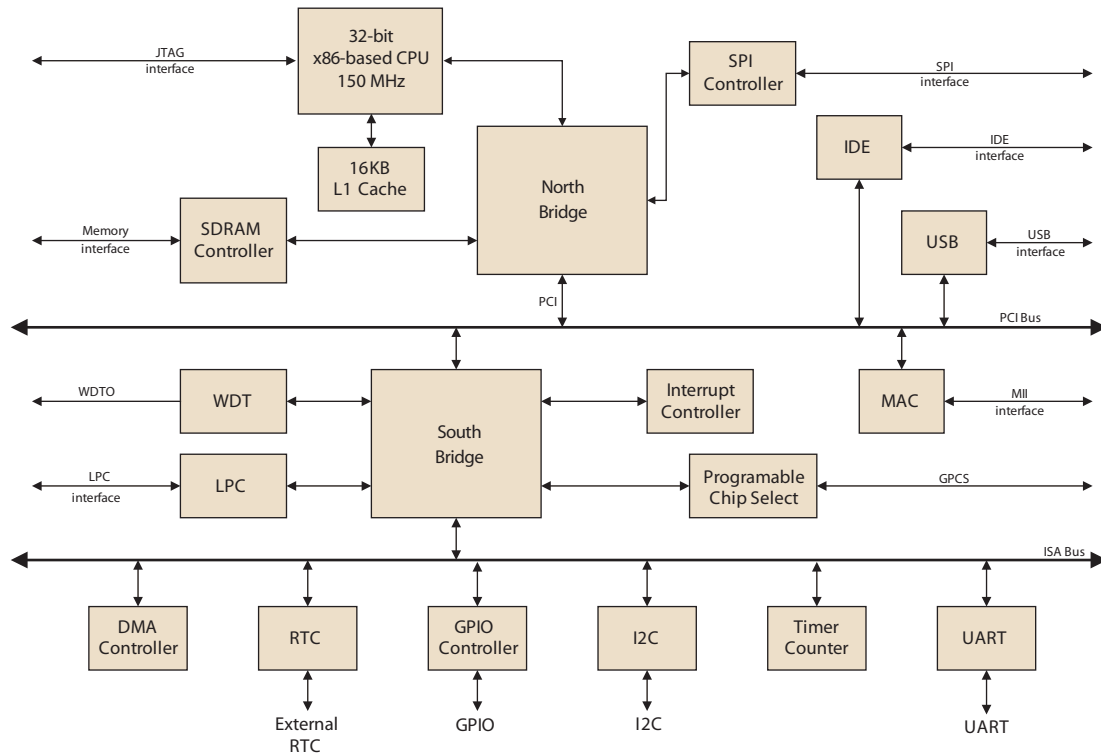 JTAG
interface
32-bit
x86-based CPU
150 MHz
SPI
Controller
SPI
interface
16KB
L1 Cache
North
Bridge
IDE
IDE
interface
Memory
interface
SDRAM
Controller
USB
USB
interface
PCI
PCI Bus
WDTO
WDT
South
Bridge
Interrupt
Controller
MAC
MII
interface
LPC
interface
LPC
Programable
Chip Select
GPCS
ISA Bus
DMA
Controller
RTC
GPIO
Controller
I2C
Timer
Counter
UART
External
RTC
GPIO
I2C
UART